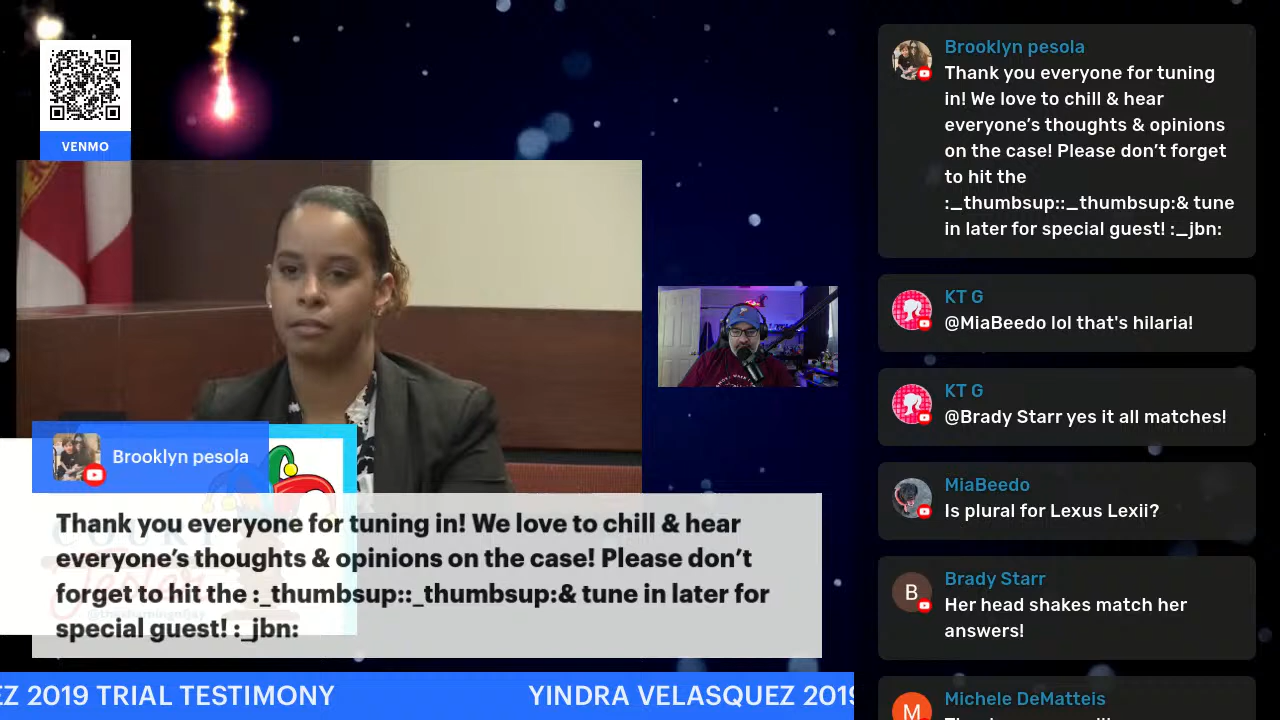 VENMO
Brooklyn pesola
Thank you everyone for tuning in! We love to chill & hear
everyone’s thoughts & opinions on the case! Please don’t
forget to hit the :_thumbsup::_thumbsup:& tune in later for
special guest! :_jbn:
EZ 2019 TRIAL TESTIMONY
YINDRA VELASQUEZ 2019
Brooklyn pesola
Thank you everyone for tuning
in! We love to chill & hear
everyone’s thoughts & opinions
on the case! Please don’t forget
to hit the
:_thumbsup::_thumbsup:& tune
in later for special guest! :_jbn:
KT G
@MiaBeedo lol that's hilaria!
KT G
@Brady Starr yes it all matches!
MiaBeedo
Is plural for Lexus Lexii?
B
Brady Starr
Her head shakes match her
answers!
M
Michele DeMatteis